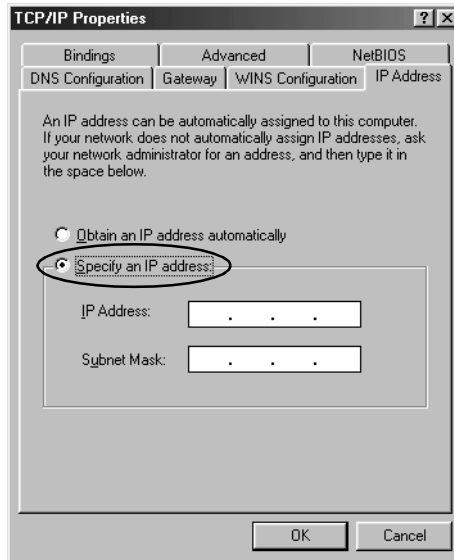 TCP/IP Properties
Bindings
Advanced
NetBIOS
DNS Configuration
Gateway
WINS Configuration
IP Address
An IP address can be automatically assigned to this computer.
If your network does not automatically assign IP addresses, ask
your network administrator for an address, and then type it in
the space below.
Obtain an IP address automatically
Specify an IP address:
IP Address:
. . .
Subnet Mask:
. . .
OK
Cancel